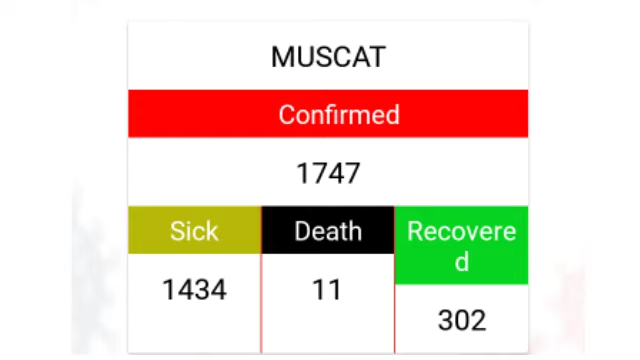 MUSCAT
Confirmed
1747
Sick
Death
Recovere
d
1434
11
302